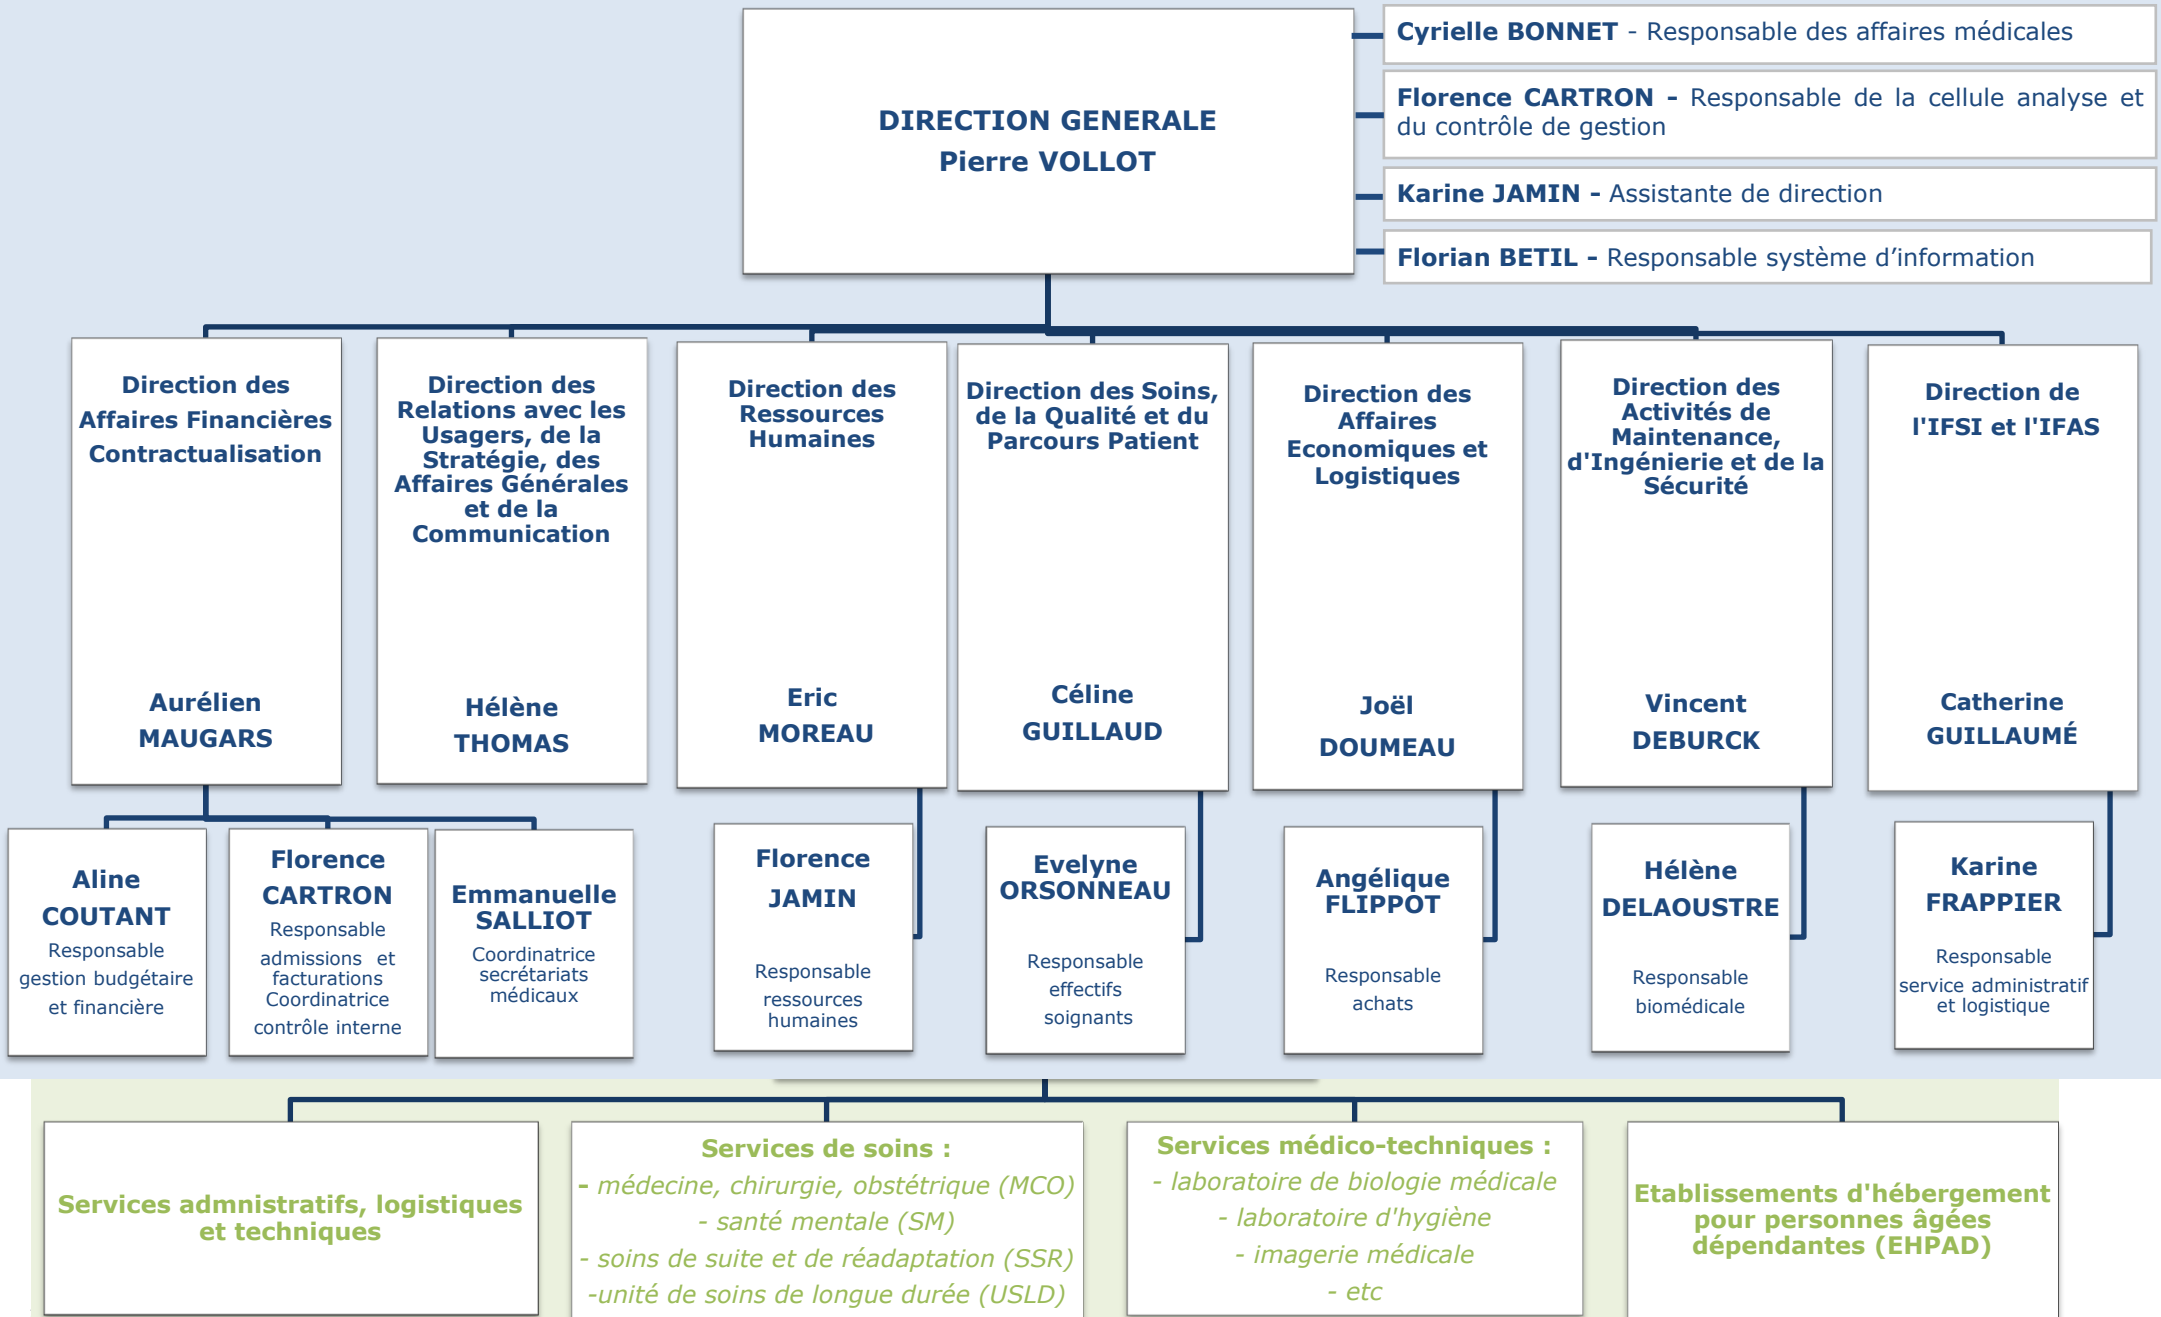 DIRECTION GENERALE
Pierre VOLLOT
Cyrielle BONNET - Responsable des affaires médicales
Florence CARTRON - Responsable de la cellule analyse et
du contrôle de gestion
Karine JAMIN - Assistante de direction
Florian BETIL - Responsable système d’information
Direction des
Affaires Financières
Contractualisation
Aurélien
MAUGARS
Direction des
Relations avec les
Usagers, de la
Stratégie, des
Affaires Générales
et de la
Communication
Hélène
THOMAS
Direction des
Ressources
Humaines
Eric
MOREAU
Direction des Soins,
de la Qualité et du
Parcours Patient
Céline
GUILLAUD
Direction des
Affaires
Economiques et
Logistiques
Joël
DOUMEAU
Direction des
Activités de
Maintenance,
d'Ingénierie et de la
Sécurité
Vincent
DEBURCK
Direction de
l'IFSI et l'IFAS
Catherine
GUILLAUMÉ
Aline
COUTANT
Responsable
gestion budgétaire
et financière
Florence
CARTRON
Responsable
admissions et
facturations
Coordinatrice
contrôle interne
Emmanuelle
SALLIOT
Coordinatrice
secrétariats
médicaux
Florence
JAMIN
Responsable
ressources
humaines
Evelyne
ORSONNEAU
Responsable
effectifs
soignants
Angélique
FLIPPOT
Responsable
achats
Hélène
DELAOUSTRE
Responsable
biomédicale
Karine
FRAPPIER
Responsable
service administratif
et logistique
Services admnistratifs, logistiques
et techniques
Services de soins :
- médecine, chirurgie, obstétrique (MCO)
- santé mentale (SM)
- soins de suite et de réadaptation (SSR)
-unité de soins de longue durée (USLD)
Services médico-techniques :
- laboratoire de biologie médicale
- laboratoire d'hygiène
- imagerie médicale
- etc
Etablissements d'hébergement
pour personnes âgées
dépendantes (EHPAD)